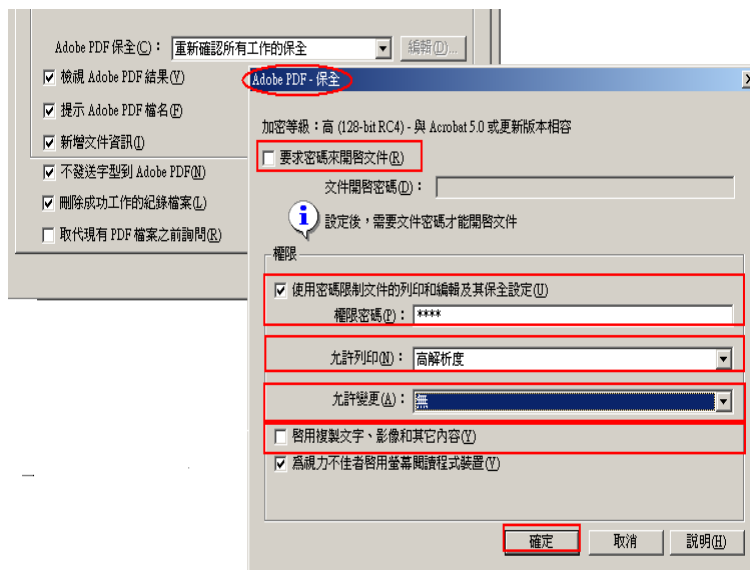 Adobe PDF 保全(C)： 重新確認所有工作的保全 編輯(D)...
檢視 Adobe PDF 結果(V)
提示 Adobe PDF 檔名(F)
新增文件資訊(I)
不發送字型到 Adobe PDF(N)
刪除成功工作的紀錄檔案(L)
取代現有 PDF 檔案之前詢問(R)
Adobe PDF - 保全
加密等級：高 (128-bit RC4) - 與 Acrobat 5.0 或更新版本相容
要求密碼來開啓文件(R)
文件開啓密碼(D)：
設定後，需要文件密碼才能開啓文件
權限
使用密碼限制文件的列印和編輯及其保全設定(U)
權限密碼(P)： ****
允許列印(N)： 高解析度
允許變更(A)： 無
啓用複製文字、影像和其它內容(Y)
爲視力不佳者啓用螢幕閱讀程式裝置(V)
確定 取消 說明(H)